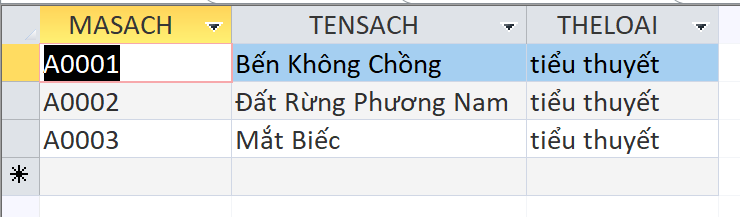 MASACH TENSACH THELOAI
A0001 Bến Không Chồng tiểu thuyết
A0002 Đất Rừng Phương Nam tiểu thuyết
A0003 Mắt Biếc tiểu thuyết